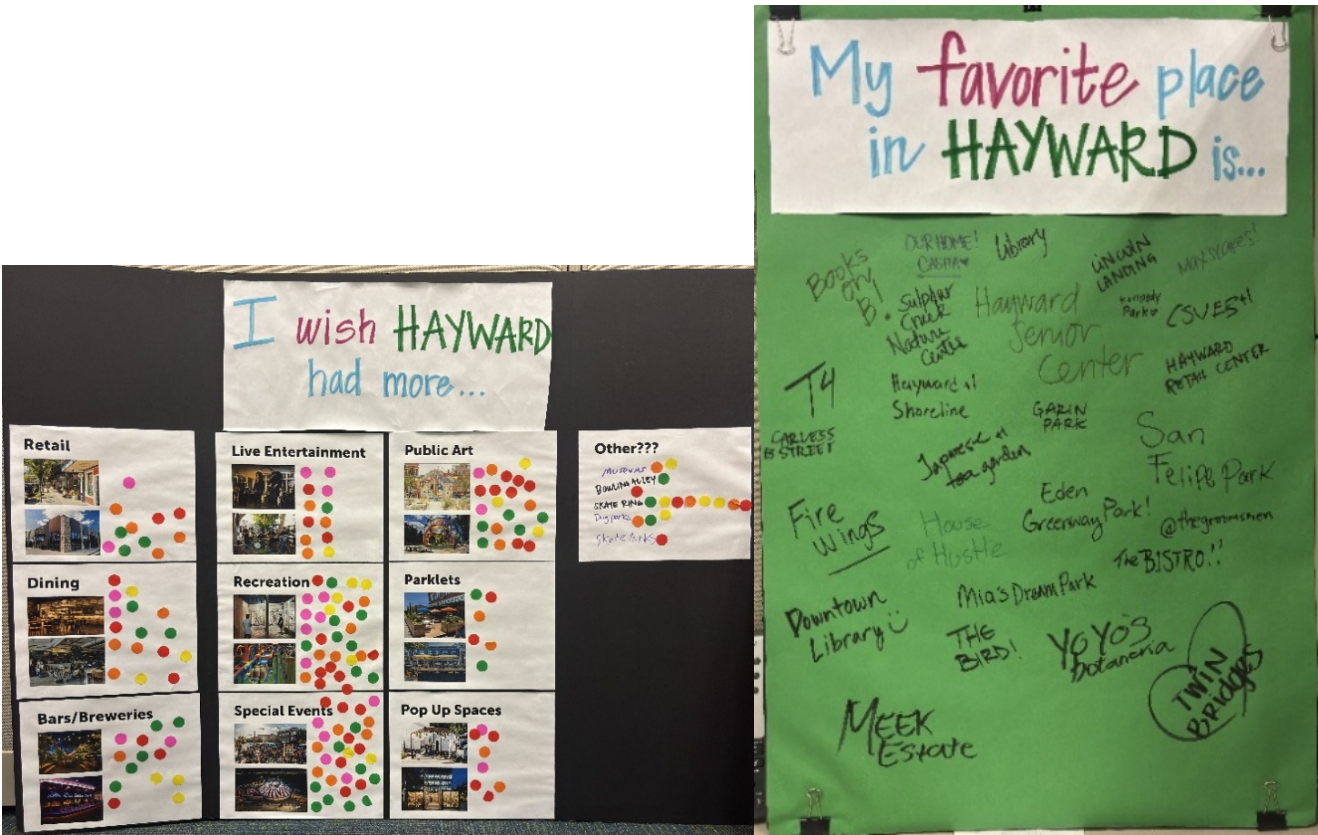 I wish HAYWARD
had more...
Retail
Dining
Bars/Breweries
Live Entertainment
Recreation
Special Events
Public Art
Parklets
Pop Up Spaces
Other???
MUSEUMS
BOWLING ALLEY
SKATE RING
Dog parks
Skate Parks
My favorite place
in HAYWARD is...
Books
on
B!
OUR HOME!
CASITA
Library
LINCOLN
LANDING
Sulphur
Creek
Nature
Center
Hayward
Senior
Center
Kennedy
Park
CSUEB
HAYWARD
RETAIL CENTER
T4
Hayward
Shoreline
GARIN
PARK
CARLESS
B STREET
Japanese
tea garden
San
Felipe Park
Fire
Wings
House
of Hustle
Eden
Greenway Park!
@thegroomsmen
The BISTRO!!
Mia's Dream Park
Downtown
Library
THE
BIRD!
YOYO'S
botaneria
TWIN
BRIDGES
MEEK
Estate